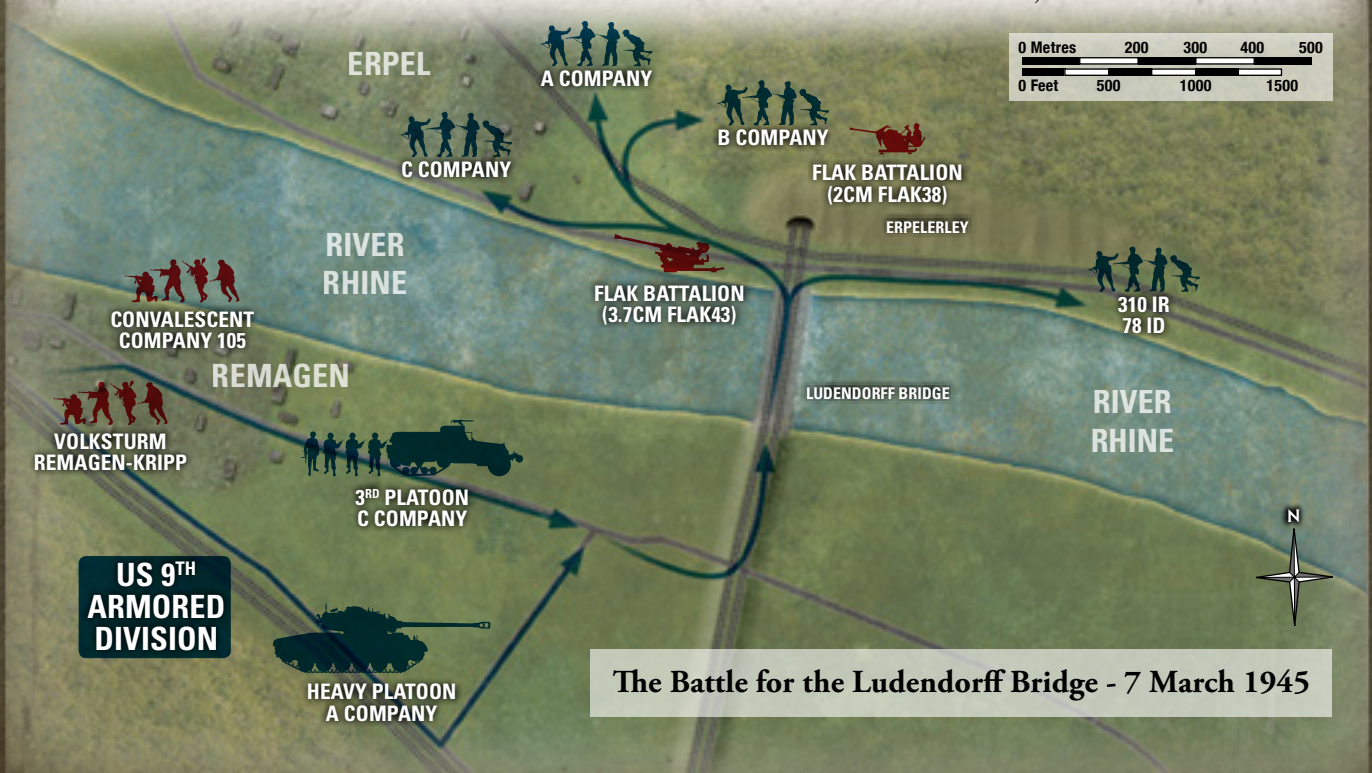 ERPEL
A COMPANY
B COMPANY
C COMPANY
FLAK BATTALION
(2CM FLAK38)
ERPELERLEY
0 Metres 200 300 400 500
0 Feet 500 1000 1500
RIVER
RHINE
FLAK BATTALION
(3.7CM FLAK43)
310 IR
78 ID
CONVALESCENT
COMPANY 105
REMAGEN
LUDENDORFF BRIDGE
RIVER
RHINE
VOLKSTURM
REMAGEN-KRIPP
3RD PLATOON
C COMPANY
N
US 9TH
ARMORED
DIVISION
HEAVY PLATOON
A COMPANY
The Battle for the Ludendorff Bridge - 7 March 1945